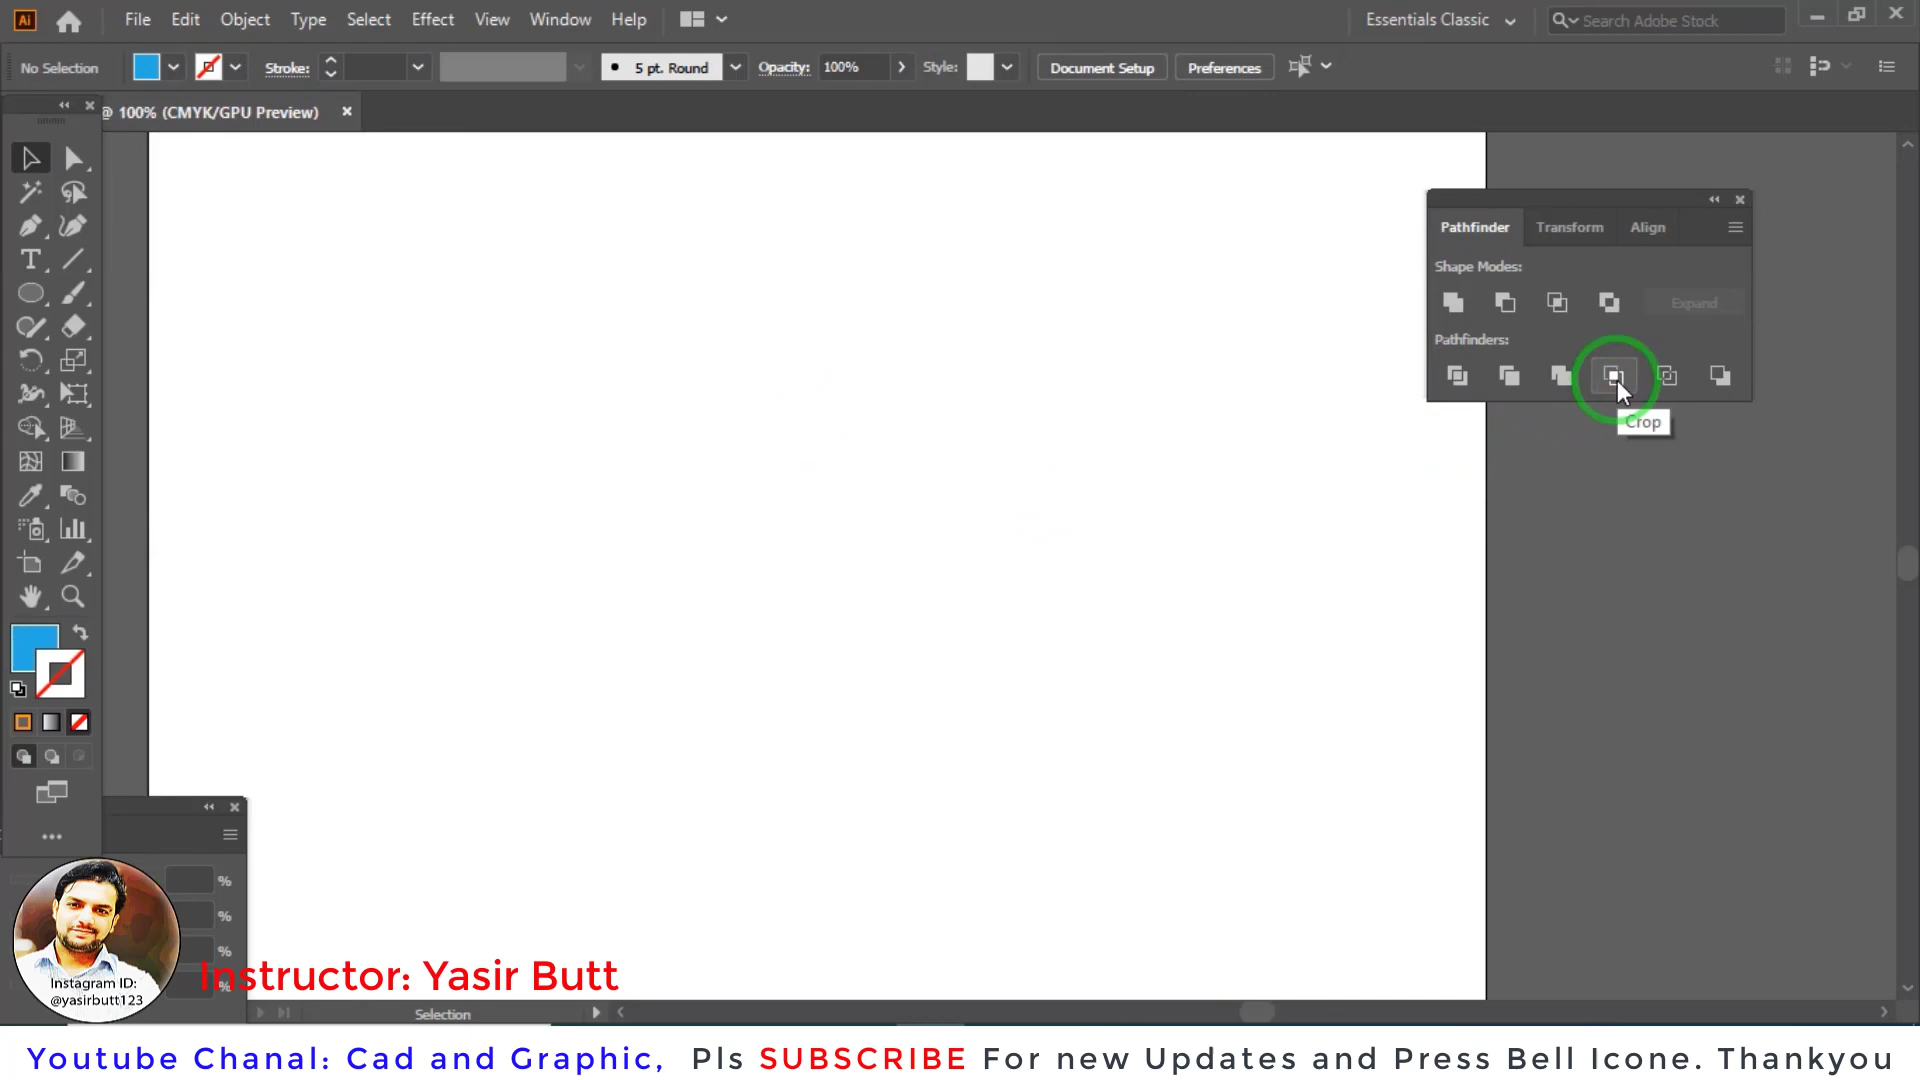 Ai File Edit Object Type Select Effect View Window Help Essentials Classic Search Adobe Stock
No Selection Stroke: 5 pt. Round Opacity: 100% Style: Document Setup Preferences
@ 100% (CMYK/GPU Preview)
Pathfinder Transform Align
Shape Modes:
Expand
Pathfinders:
Crop
%
%
%
%
Instagram ID:
@yasirbutt123
Instructor: Yasir Butt
Selection
Youtube Chanal: Cad and Graphic, Pls SUBSCRIBE For new Updates and Press Bell Icone. Thankyou